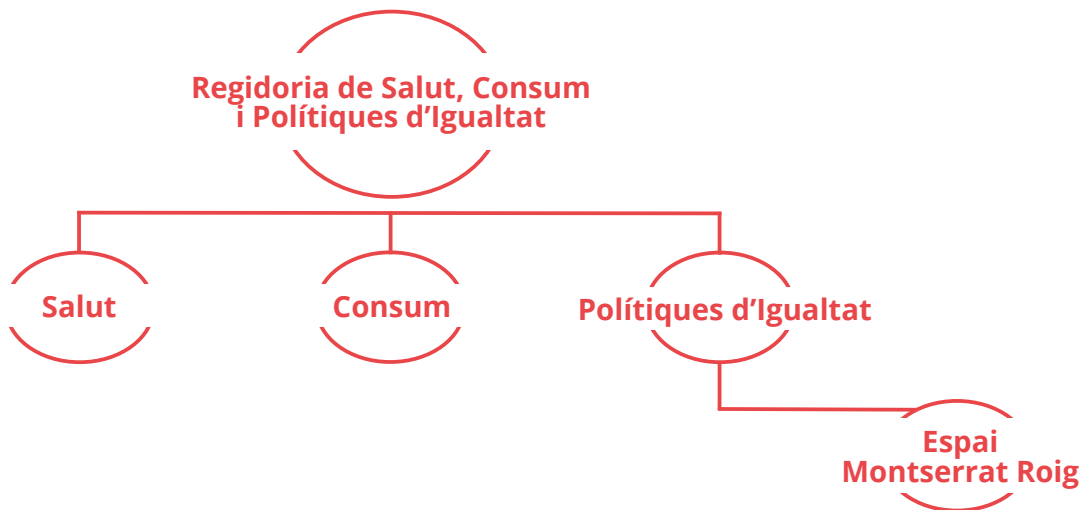 Regidoria de Salut, Consum
i Polítiques d’Igualtat
Salut
Consum
Polítiques d’Igualtat
Espai
Montserrat Roig